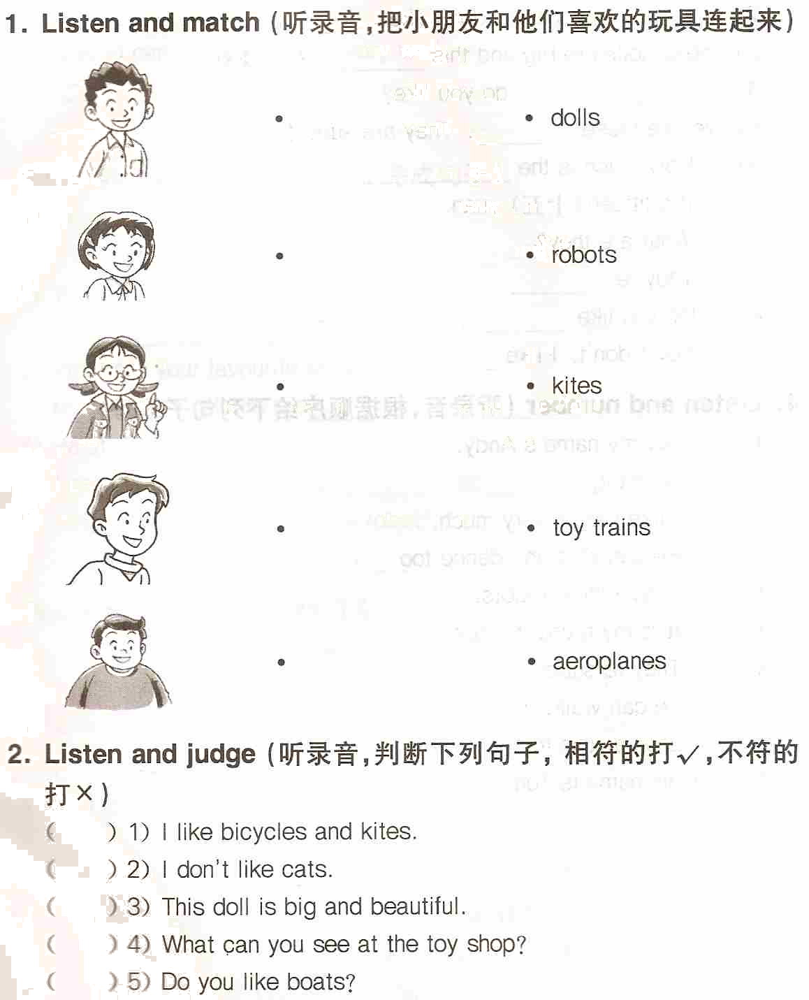 1. Listen and match (听录音,把小朋友和他们喜欢的玩具连起来)
• • dolls
• • robots
• • kites
• • toy trains
• • aeroplanes
2. Listen and judge (听录音,判断下列句子, 相符的打✓,不符的
打×)
( ) 1) I like bicycles and kites.
( ) 2) I don't like cats.
( ) 3) This doll is big and beautiful.
( ) 4) What can you see at the toy shop?
( ) 5) Do you like boats?